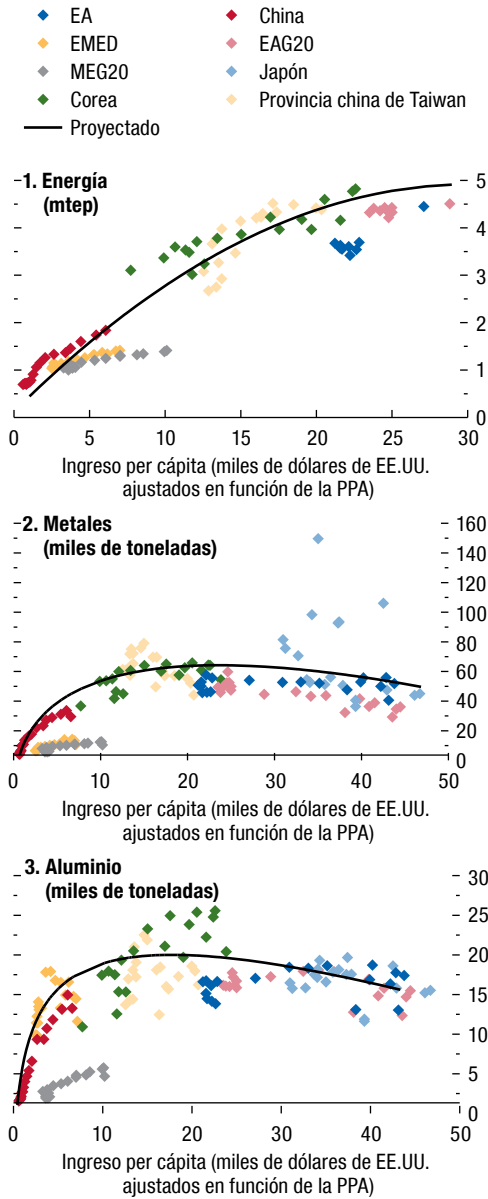 EA
China
EMED
EAG20
MEG20
Japón
Corea
Provincia china de Taiwan
Proyectado
1. Energía
(mtep)
5
4
3
2
1
0
0 5 10 15 20 25 30
Ingreso per cápita (miles de dólares de EE.UU.
ajustados en función de la PPA)
2. Metales
(miles de toneladas)
160
140
120
100
80
60
40
20
0
0 10 20 30 40 50
Ingreso per cápita (miles de dólares de EE.UU.
ajustados en función de la PPA)
3. Aluminio
(miles de toneladas)
30
25
20
15
10
5
0
0 10 20 30 40 50
Ingreso per cápita (miles de dólares de EE.UU.
ajustados en función de la PPA)